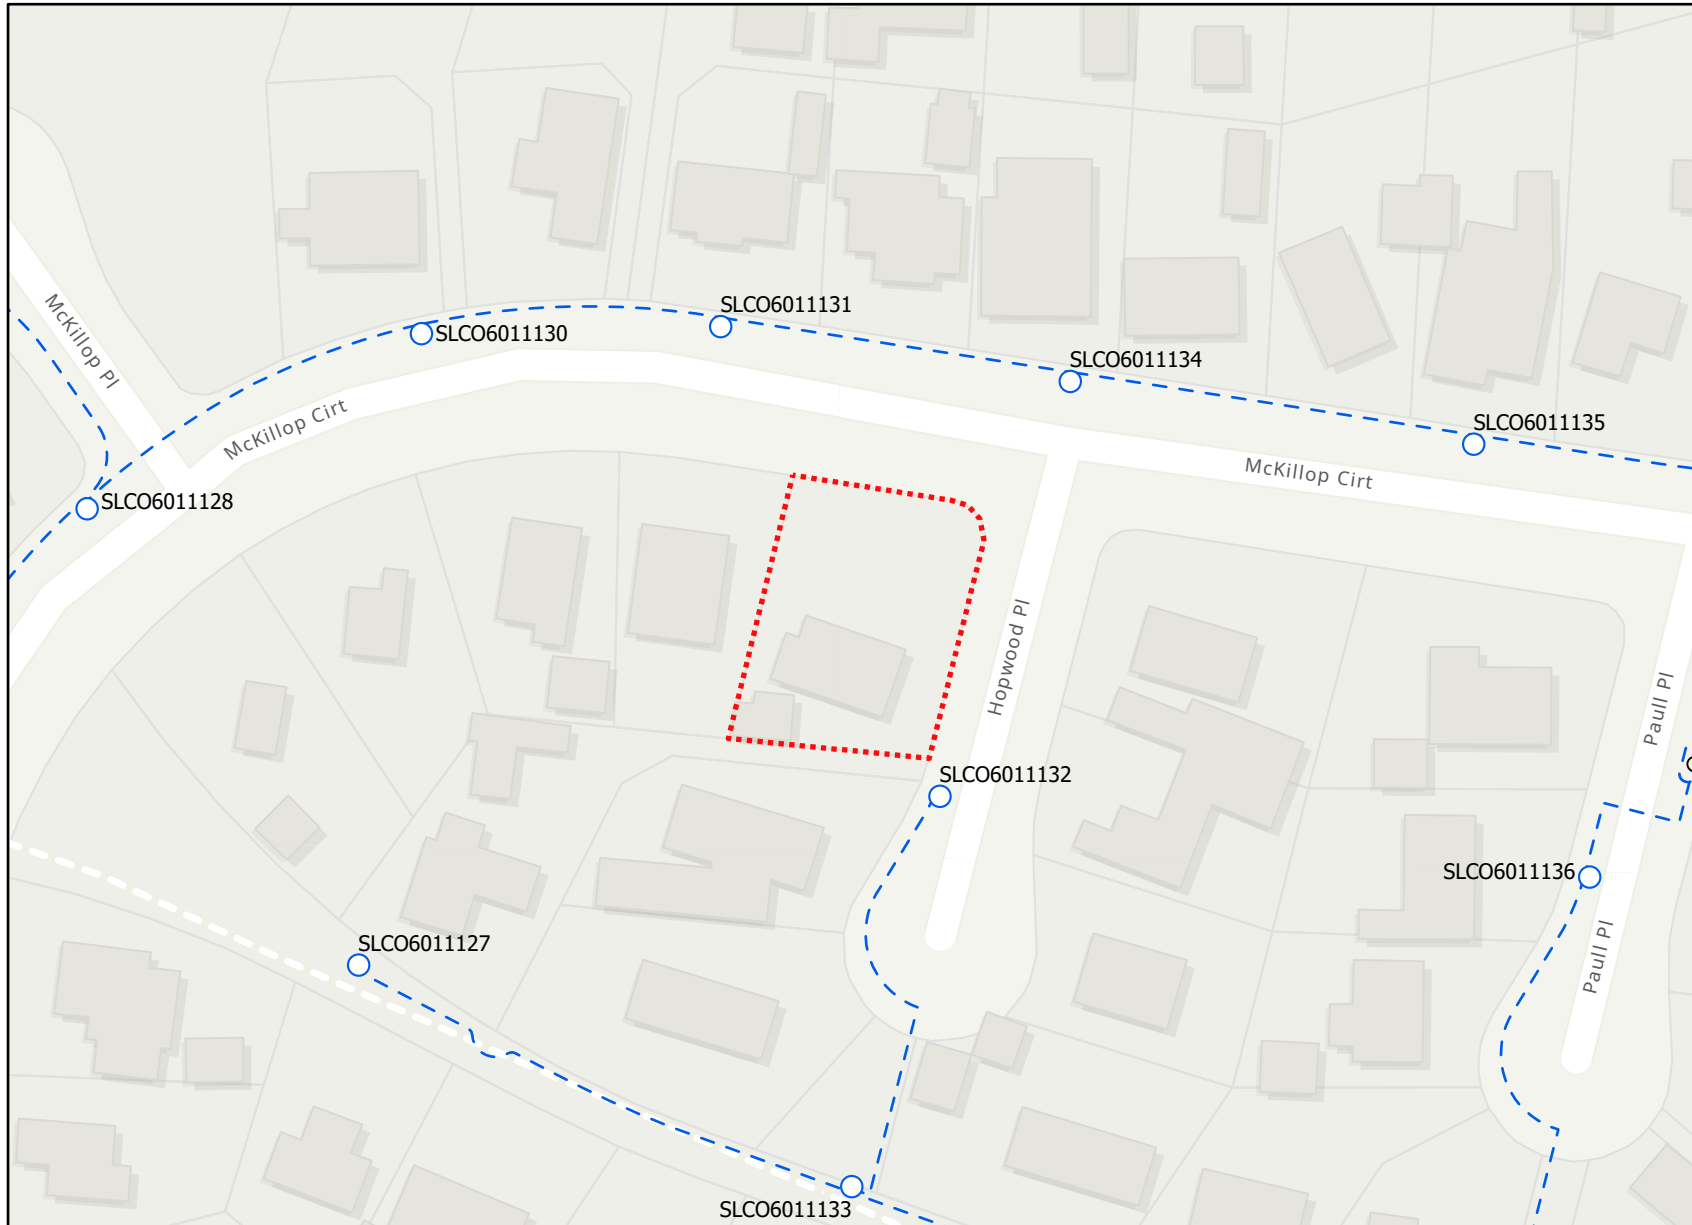 McKillop Pl
SLCO6011130
SLCO6011131
SLCO6011134
SLCO6011135
McKillop Cirt
McKillop Cirt
SLCO6011128
Hopwood Pl
Paull Pl
SLCO6011132
SLCO6011136
SLCO6011127
Paull Pl
SLCO6011133